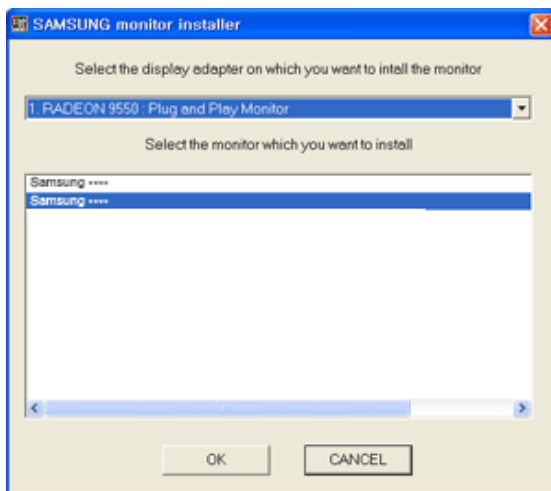 SAMSUNG monitor installer
Select the display adapter on which you want to intall the monitor
1. RADEON 9550 : Plug and Play Monitor
Select the monitor which you want to install
Samsung ----
Samsung ----
OK
CANCEL